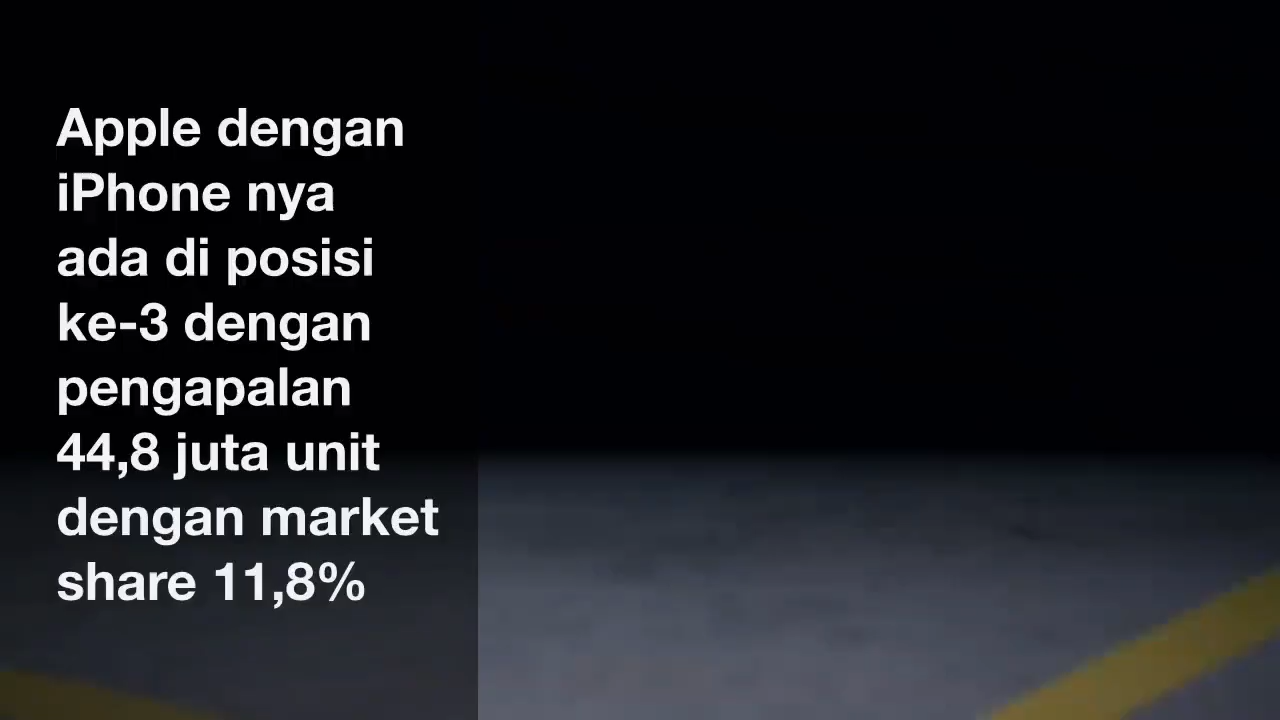 Apple dengan
iPhone nya
ada di posisi
ke-3 dengan
pengapalan
44,8 juta unit
dengan market
share 11,8%